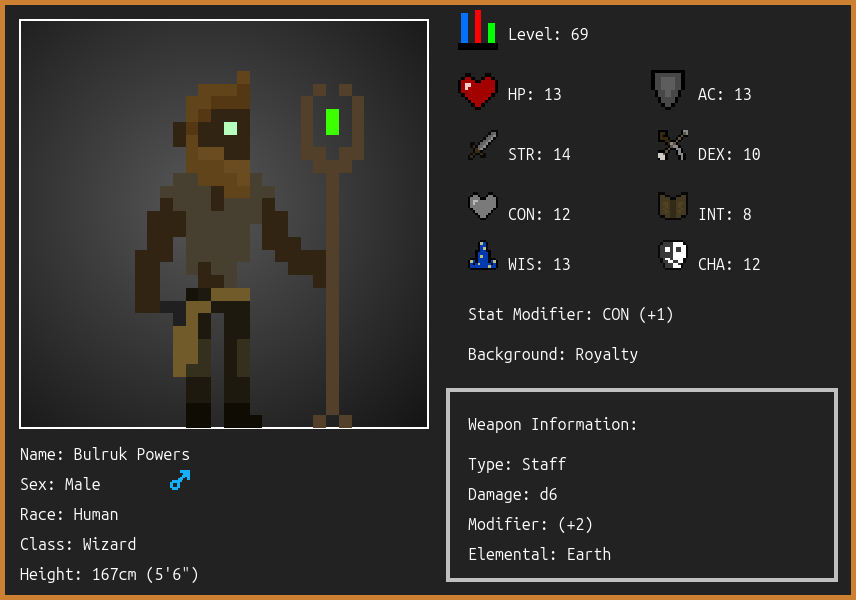 Level: 69
HP: 13
AC: 13
STR: 14
DEX: 10
CON: 12
INT: 8
WIS: 13
CHA: 12
Stat Modifier: CON (+1)
Background: Royalty
Weapon Information:
Type: Staff
Damage: d6
Modifier: (+2)
Elemental: Earth
Name: Bulruk Powers
Sex: Male
Race: Human
Class: Wizard
Height: 167cm (5'6")